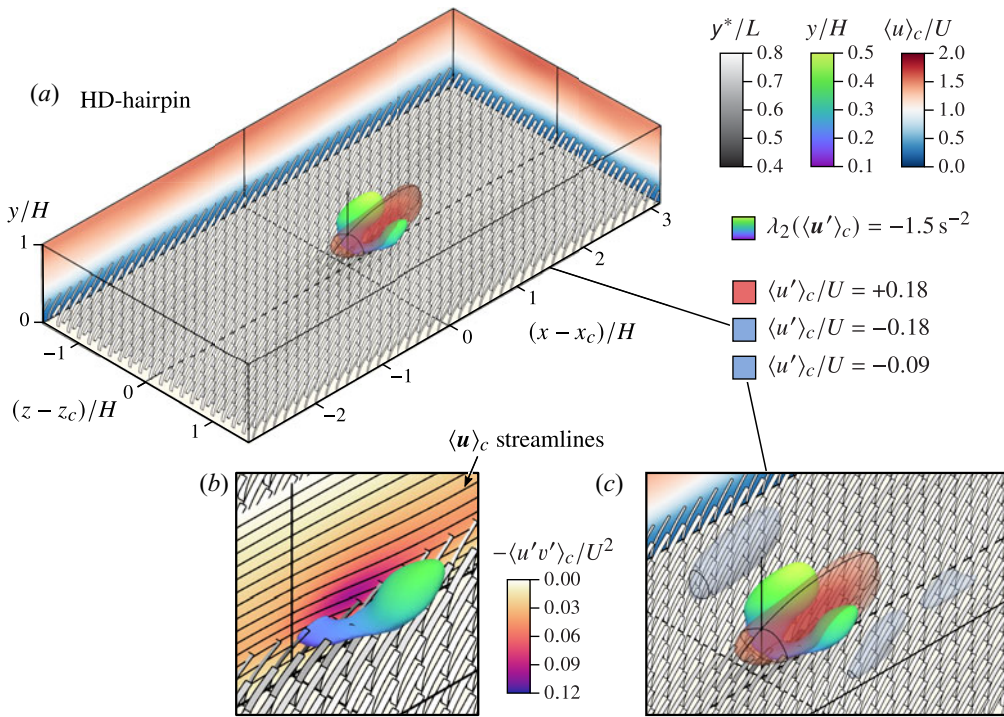 (a) HD-hairpin
y*/L
0.8
0.7
0.6
0.5
0.4
y/H
0.5
0.4
0.3
0.2
0.1
⟨u⟩c/U
2.0
1.5
1.0
0.5
0.0
y/H
1
0
−1
0
1
(z − zc)/H
−2
−1
0
1
2
3
(x − xc)/H
λ2(⟨u′⟩c) = −1.5 s−2
⟨u′⟩c/U = +0.18
⟨u′⟩c/U = −0.18
⟨u′⟩c/U = −0.09
⟨u⟩c streamlines
(b)
−⟨u′v′⟩c/U2
0.00
0.03
0.06
0.09
0.12
(c)